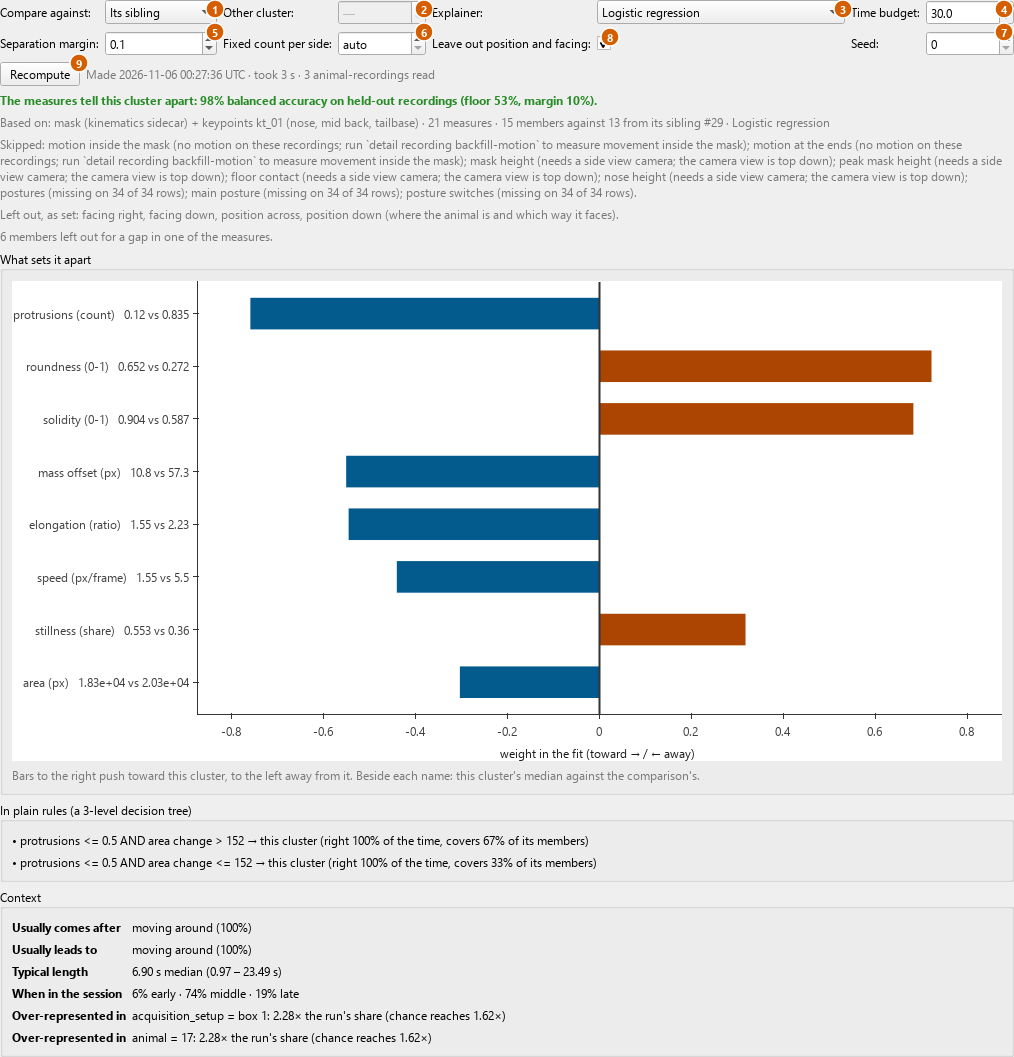 Compare against: Its sibling 1 Other cluster: — 2 Explainer: Logistic regression 3 Time budget: 30.0 4
Separation margin: 0.1 5 Fixed count per side: auto 6 Leave out position and facing: 8 Seed: 0 7
Recompute 9 Made 2026-11-06 00:27:36 UTC · took 3 s · 3 animal-recordings read
The measures tell this cluster apart: 98% balanced accuracy on held-out recordings (floor 53%, margin 10%).
Based on: mask (kinematics sidecar) + keypoints kt_01 (nose, mid back, tailbase) · 21 measures · 15 members against 13 from its sibling #29 · Logistic regression
Skipped: motion inside the mask (no motion on these recordings; run `detail recording backfill-motion` to measure movement inside the mask); motion at the ends (no motion on these
recordings; run `detail recording backfill-motion` to measure movement inside the mask); mask height (needs a side view camera; the camera view is top down); peak mask height (needs a side
view camera; the camera view is top down); floor contact (needs a side view camera; the camera view is top down); nose height (needs a side view camera; the camera view is top down);
postures (missing on 34 of 34 rows); main posture (missing on 34 of 34 rows); posture switches (missing on 34 of 34 rows).
Left out, as set: facing right, facing down, position across, position down (where the animal is and which way it faces).
6 members left out for a gap in one of the measures.
What sets it apart
protrusions (count) 0.12 vs 0.835
roundness (0-1) 0.652 vs 0.272
solidity (0-1) 0.904 vs 0.587
mass offset (px) 10.8 vs 57.3
elongation (ratio) 1.55 vs 2.23
speed (px/frame) 1.55 vs 5.5
stillness (share) 0.553 vs 0.36
area (px) 1.83e+04 vs 2.03e+04
-0.8 -0.6 -0.4 -0.2 0 0.2 0.4 0.6 0.8
weight in the fit (toward → / ← away)
Bars to the right push toward this cluster, to the left away from it. Beside each name: this cluster's median against the comparison's.
In plain rules (a 3-level decision tree)
• protrusions <= 0.5 AND area change > 152 → this cluster (right 100% of the time, covers 67% of its members)
• protrusions <= 0.5 AND area change <= 152 → this cluster (right 100% of the time, covers 33% of its members)
Context
Usually comes after moving around (100%)
Usually leads to moving around (100%)
Typical length 6.90 s median (0.97 – 23.49 s)
When in the session 6% early · 74% middle · 19% late
Over-represented in acquisition_setup = box 1: 2.28× the run's share (chance reaches 1.62×)
Over-represented in animal = 17: 2.28× the run's share (chance reaches 1.62×)